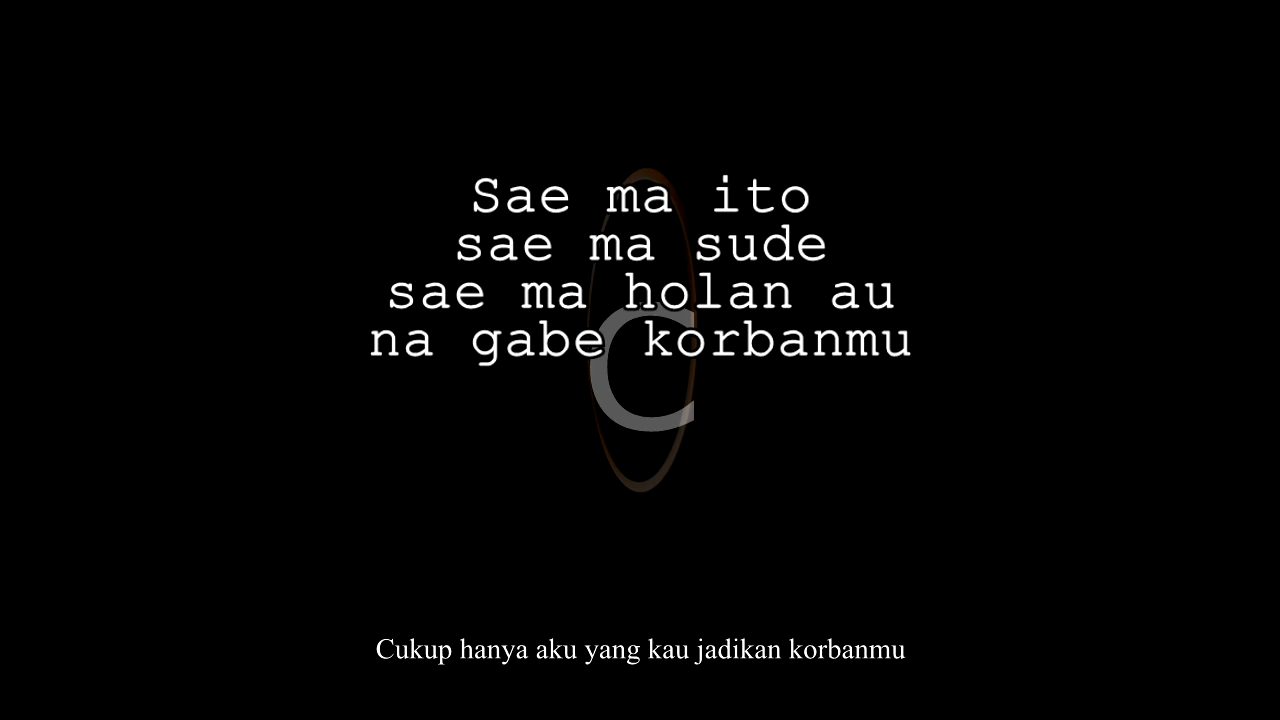 Sae ma ito
sae ma sude
sae ma holan au
na gabe korbanmu
C
Cukup hanya aku yang kau jadikan korbanmu